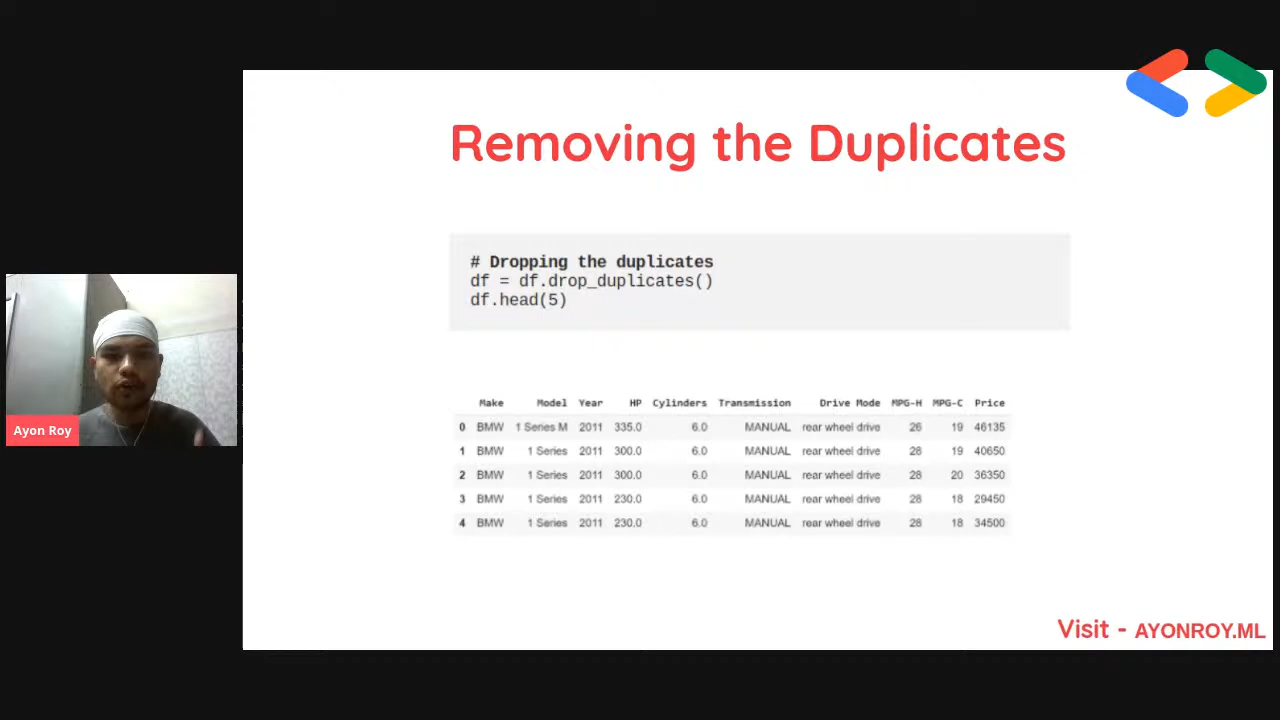 Removing the Duplicates
# Dropping the duplicates
df = df.drop_duplicates()
df.head(5)
Make Model Year HP Cylinders Transmission Drive Mode MPG-H MPG-C Price
0 BMW 1 Series M 2011 335.0 6.0 MANUAL rear wheel drive 26 19 46135
1 BMW 1 Series 2011 300.0 6.0 MANUAL rear wheel drive 28 19 40650
2 BMW 1 Series 2011 300.0 6.0 MANUAL rear wheel drive 28 20 36350
3 BMW 1 Series 2011 230.0 6.0 MANUAL rear wheel drive 28 18 29450
4 BMW 1 Series 2011 230.0 6.0 MANUAL rear wheel drive 28 18 34500
Ayon Roy
Visit - AYONROY.ML